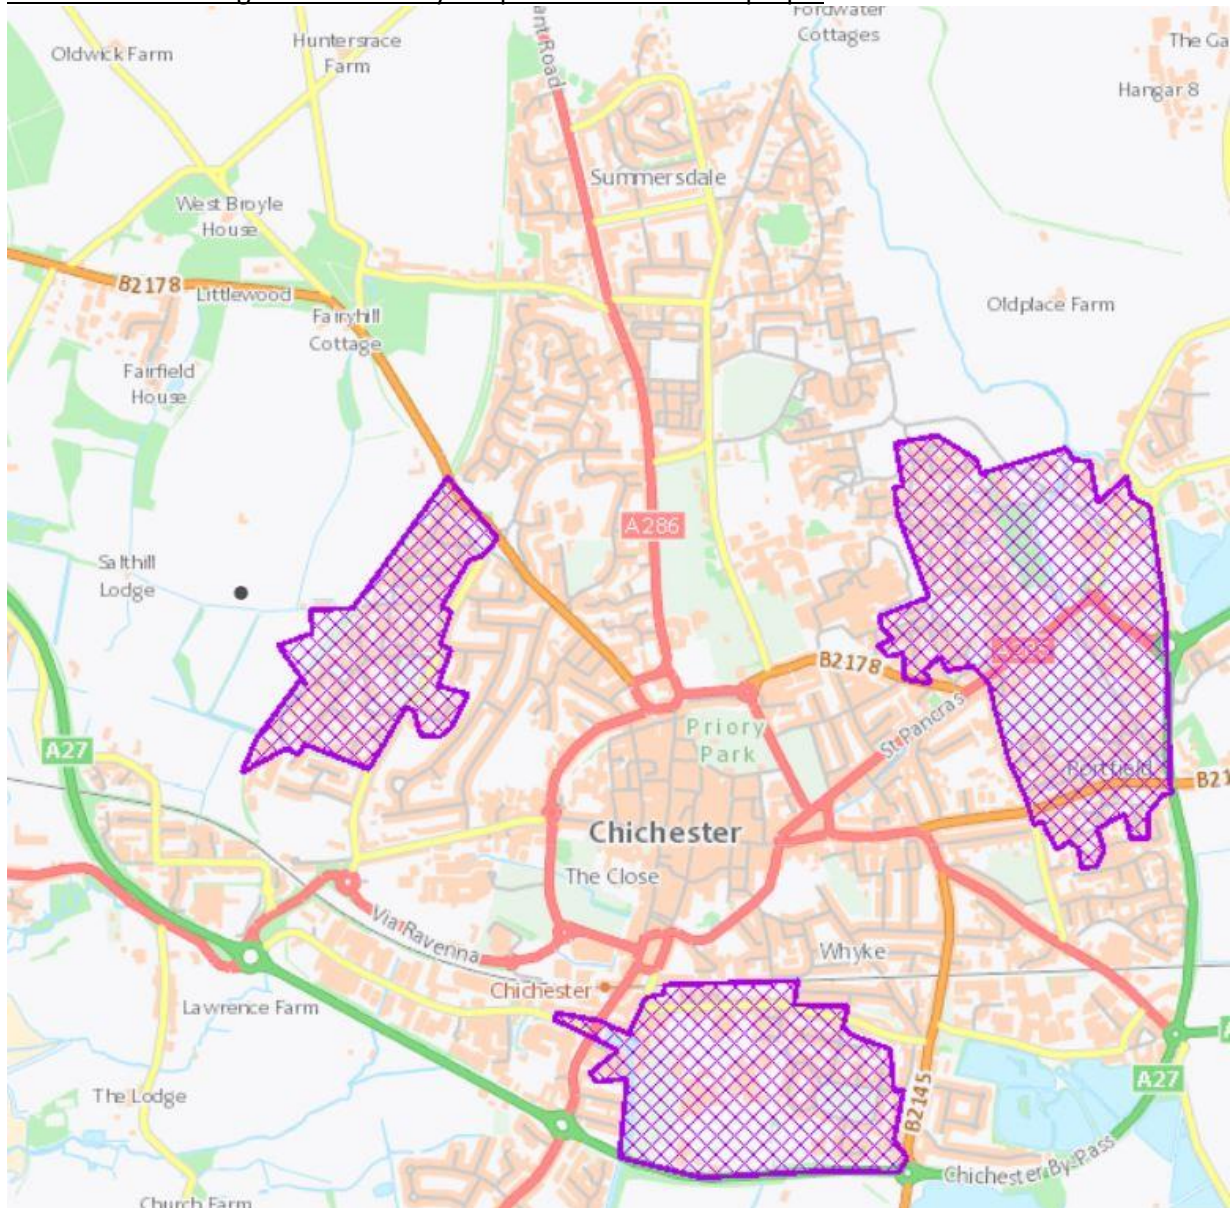 Fordwater
Cottages
Oldwick Farm
Huntersrace
Farm
The Ga
Hangar 8
Summersdale
West Broyle
House
B2178
Littlewood
Oldplace Farm
Fairyhill
Cottage
Fairfield
House
A286
Salthill
Lodge
B2178
St Pancras
Priory
Park
A27
Portfield
B21
Chichester
The Close
Via Ravenna
Whyke
Chichester
Lawrence Farm
The Lodge
A27
B2145
Chichester By-Pass
Church Farm